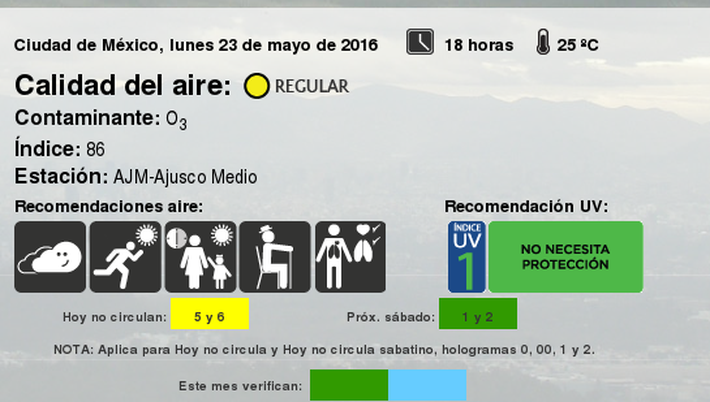 Ciudad de México, lunes 23 de mayo de 2016 18 horas 25 ºC
Calidad del aire: REGULAR
Contaminante: O3
Índice: 86
Estación: AJM-Ajusco Medio
Recomendaciones aire: Recomendación UV:
ÍNDICE
UV
1
NO NECESITA
PROTECCIÓN
Hoy no circulan: 5 y 6 Próx. sábado: 1 y 2
NOTA: Aplica para Hoy no circula y Hoy no circula sabatino, hologramas 0, 00, 1 y 2.
Este mes verifican: